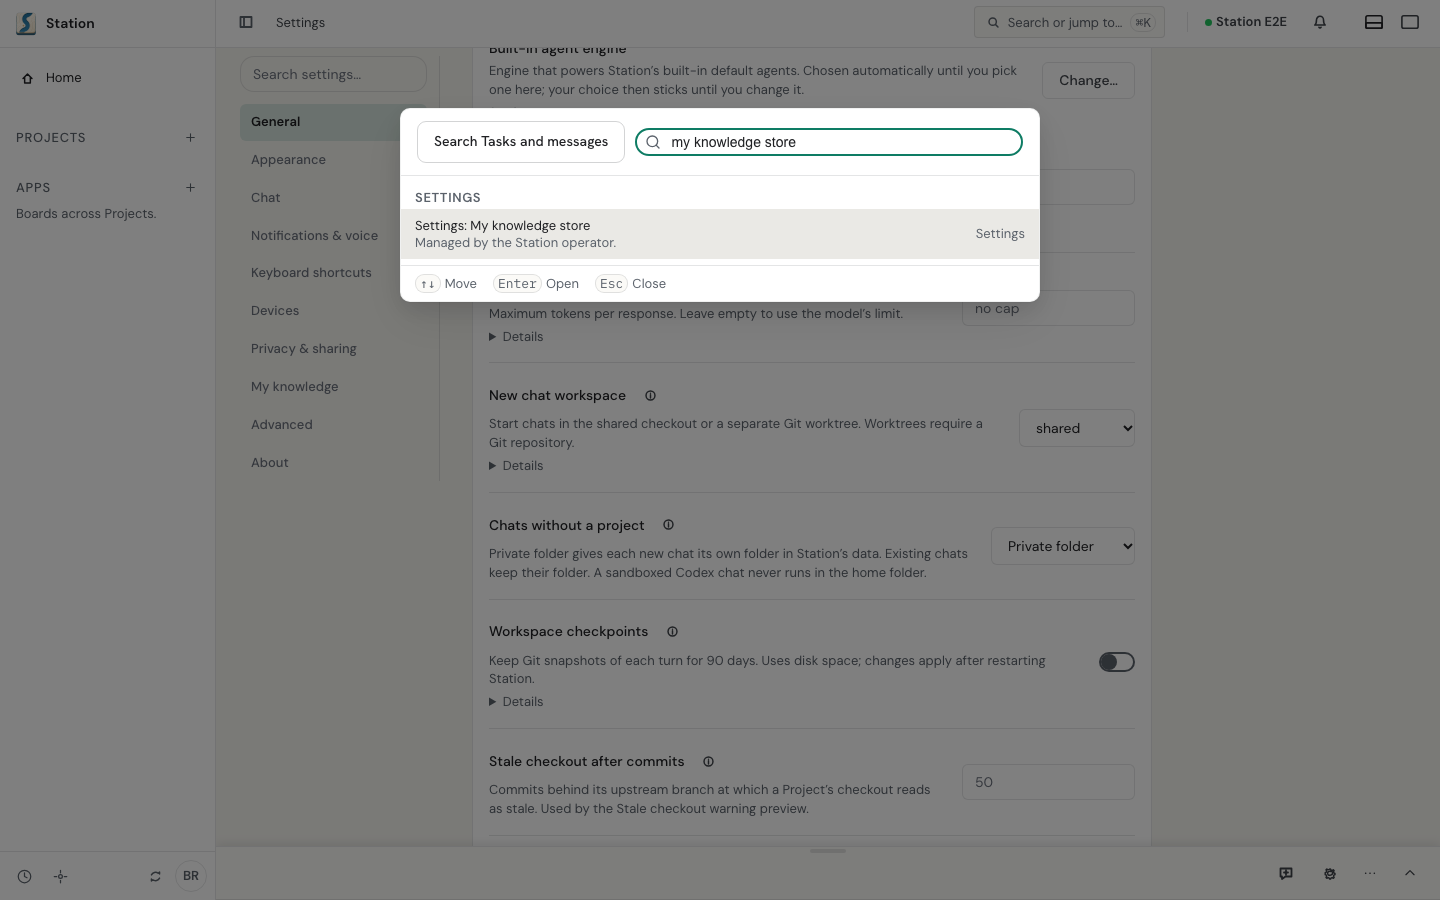 Station
Settings
Search or jump to... ⌘K
Station E2E
Home
PROJECTS
APPS
Boards across Projects.
BR
Search settings...
General
Appearance
Chat
Notifications & voice
Keyboard shortcuts
Devices
Privacy & sharing
My knowledge
Advanced
About
Built-in agent engine
Engine that powers Station's built-in default agents. Chosen automatically until you pick
one here; your choice then sticks until you change it.
Change...
Search Tasks and messages
my knowledge store
SETTINGS
Settings: My knowledge store
Managed by the Station operator.
Settings
↑↓ Move Enter Open Esc Close
Maximum tokens per response. Leave empty to use the model's limit.
no cap
Details
New chat workspace
Start chats in the shared checkout or a separate Git worktree. Worktrees require a
Git repository.
shared
Details
Chats without a project
Private folder gives each new chat its own folder in Station's data. Existing chats
keep their folder. A sandboxed Codex chat never runs in the home folder.
Private folder
Workspace checkpoints
Keep Git snapshots of each turn for 90 days. Uses disk space; changes apply after restarting
Station.
Details
Stale checkout after commits
Commits behind its upstream branch at which a Project's checkout reads
as stale. Used by the Stale checkout warning preview.
50